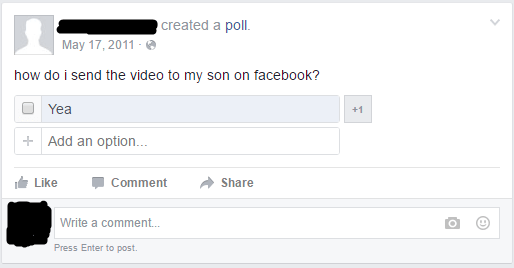 created a poll.
May 17, 2011 ·
how do i send the video to my son on facebook?
Yea
+1
+ Add an option...
Like Comment Share
Write a comment...
Press Enter to post.